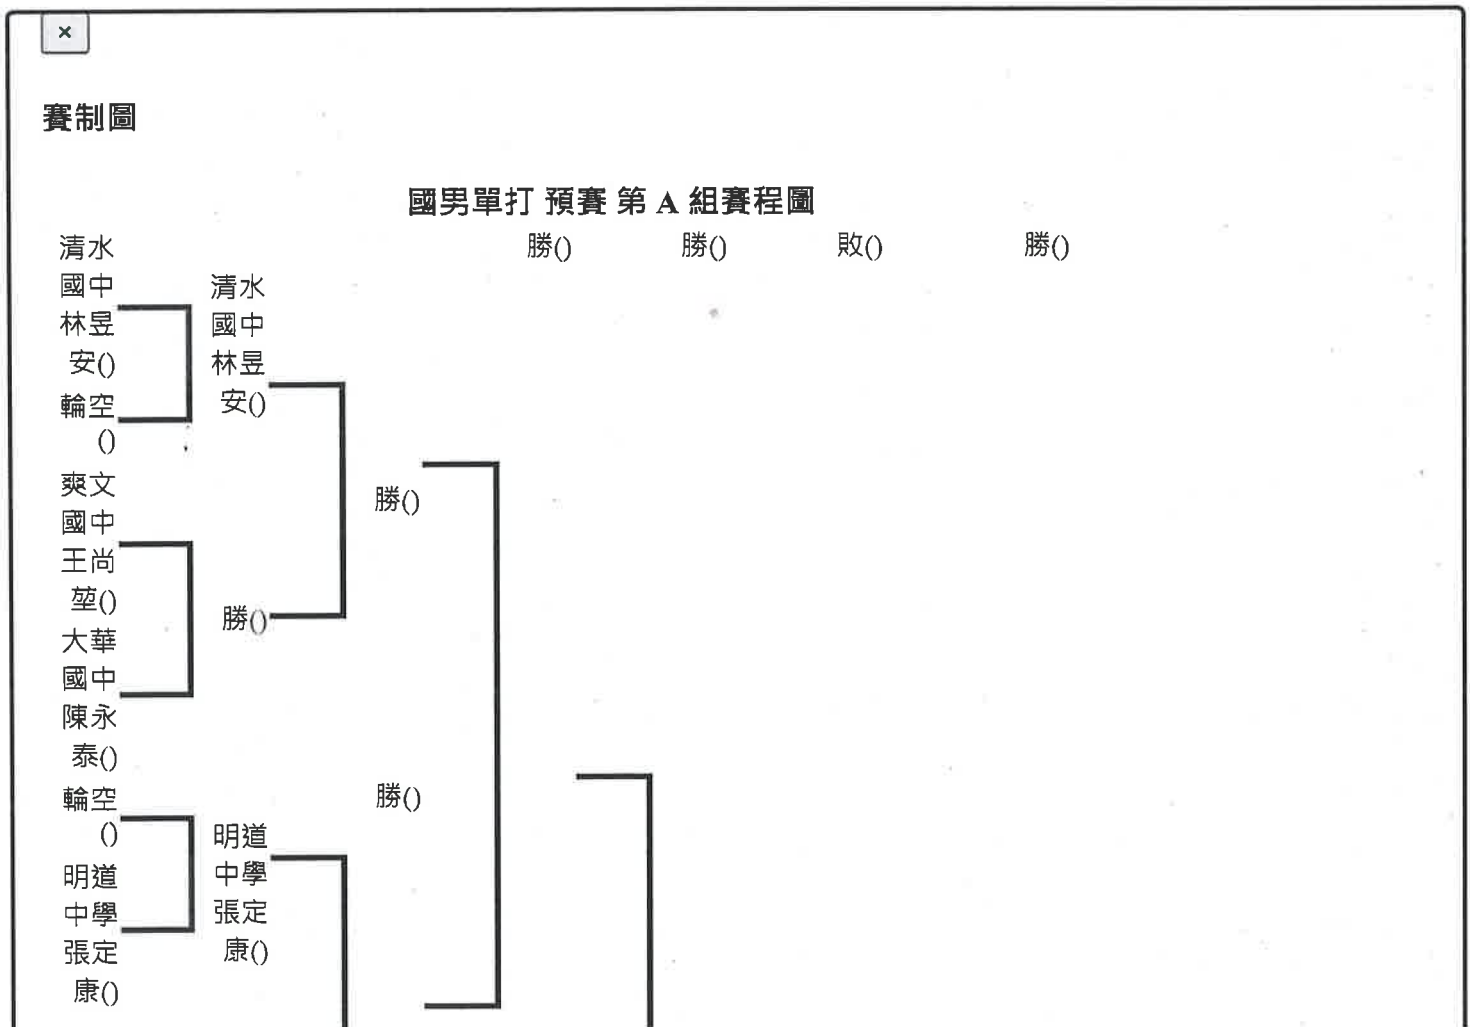 ×
賽制圖
國男單打 預賽 第 A 組賽程圖
勝() 勝() 敗() 勝()
清水
國中
林昱
安()
輪空
()
爽文
國中
王尚
堃()
大華
國中
陳永
泰()
輪空
()
明道
中學
張定
康()
清水
國中
林昱
安()
勝()
明道
中學
張定
康()
勝()
勝()